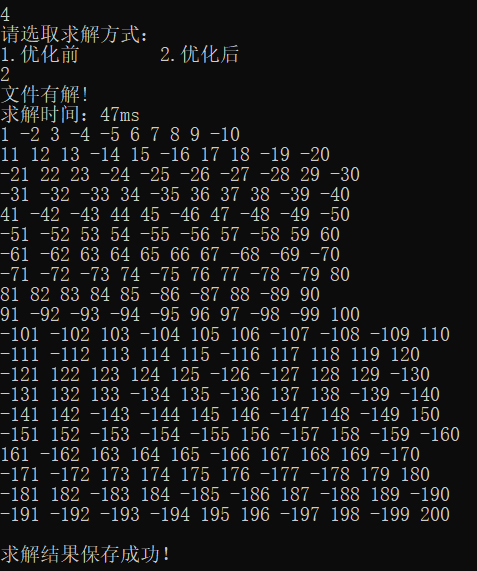 4
请选取求解方式：
1.优化前        2.优化后
2
文件有解!
求解时间：47ms
1 -2 3 -4 -5 6 7 8 9 -10
11 12 13 -14 15 -16 17 18 -19 -20
-21 22 23 -24 -25 -26 -27 -28 29 -30
-31 -32 -33 34 -35 36 37 38 -39 -40
41 -42 -43 44 45 -46 47 -48 -49 -50
-51 -52 53 54 -55 -56 57 -58 59 60
-61 -62 63 64 65 66 67 -68 -69 -70
-71 -72 -73 74 -75 76 77 -78 -79 80
81 82 83 84 85 -86 -87 88 -89 90
91 -92 -93 -94 -95 96 97 -98 -99 100
-101 -102 103 -104 105 106 -107 -108 -109 110
-111 -112 113 114 115 -116 117 118 119 120
-121 122 123 124 125 -126 -127 128 129 -130
-131 132 133 -134 135 -136 137 138 -139 -140
-141 142 -143 -144 145 146 -147 148 -149 150
-151 152 -153 -154 -155 156 -157 158 -159 -160
161 -162 163 164 165 -166 167 168 169 -170
-171 -172 173 174 175 176 -177 -178 179 180
-181 182 -183 184 -185 -186 187 -188 189 -190
-191 -192 -193 -194 195 196 -197 198 -199 200
求解结果保存成功！